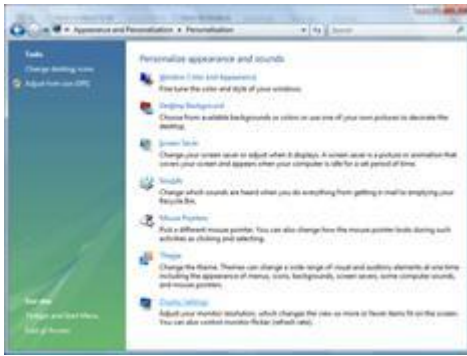 Appearance and Personalization ▸ Personalization
Search
Tasks
Change desktop icons
Adjust font size (DPI)
Personalize appearance and sounds
Window Color and Appearance
Fine tune the color and style of your windows.
Desktop Background
Choose from available backgrounds or colors or use one of your own pictures to decorate the
desktop.
Screen Saver
Change your screen saver or adjust when it displays. A screen saver is a picture or animation that
covers your screen and appears when your computer is idle for a set period of time.
Sounds
Change which sounds are heard when you do everything from getting e-mail to emptying your
Recycle Bin.
Mouse Pointers
Pick a different mouse pointer. You can also change how the mouse pointer looks during such
activities as clicking and selecting.
Theme
Change the theme. Themes can change a wide range of visual and auditory elements at one time
including the appearance of menus, icons, backgrounds, screen savers, some computer sounds,
and mouse pointers.
Display Settings
Adjust your monitor resolution, which changes the view so more or fewer items fit on the screen.
You can also control monitor flicker (refresh rate).
See also
Taskbar and Start Menu
Ease of Access